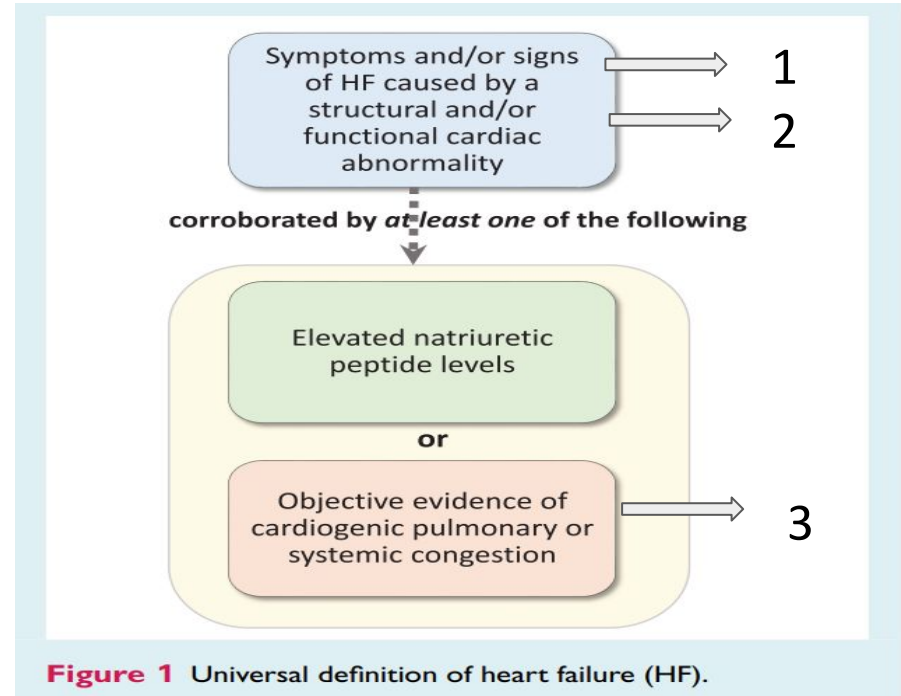 Symptoms and/or signs
of HF caused by a
structural and/or
functional cardiac
abnormality
1
2
corroborated by at least one of the following
Elevated natriuretic
peptide levels
or
Objective evidence of
cardiogenic pulmonary or
systemic congestion
3
Figure 1 Universal definition of heart failure (HF).